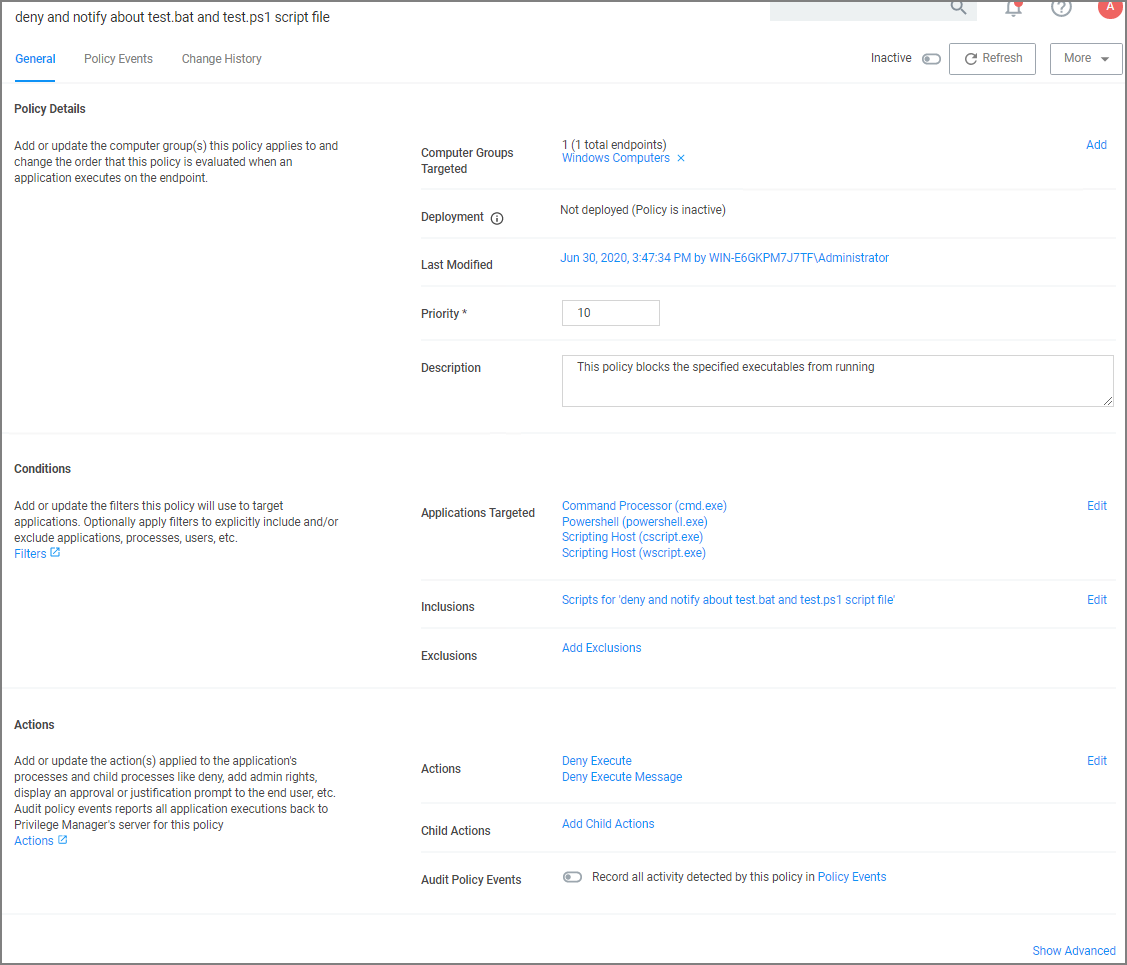 deny and notify about test.bat and test.ps1 script file
A
General
Policy Events
Change History
Inactive
Refresh
More
Policy Details
Add or update the computer group(s) this policy applies to and
change the order that this policy is evaluated when an
application executes on the endpoint.
Computer Groups
Targeted
1 (1 total endpoints)
Windows Computers ×
Add
Deployment
Not deployed (Policy is inactive)
Last Modified
Jun 30, 2020, 3:47:34 PM by WIN-E6GKPM7J7TF\Administrator
Priority *
10
Description
This policy blocks the specified executables from running
Conditions
Add or update the filters this policy will use to target
applications. Optionally apply filters to explicitly include and/or
exclude applications, processes, users, etc.
Filters
Applications Targeted
Command Processor (cmd.exe)
Powershell (powershell.exe)
Scripting Host (cscript.exe)
Scripting Host (wscript.exe)
Edit
Inclusions
Scripts for 'deny and notify about test.bat and test.ps1 script file'
Edit
Exclusions
Add Exclusions
Actions
Add or update the action(s) applied to the application's
processes and child processes like deny, add admin rights,
display an approval or justification prompt to the end user, etc.
Audit policy events reports all application executions back to
Privilege Manager's server for this policy
Actions
Actions
Deny Execute
Deny Execute Message
Edit
Child Actions
Add Child Actions
Audit Policy Events
Record all activity detected by this policy in Policy Events
Show Advanced